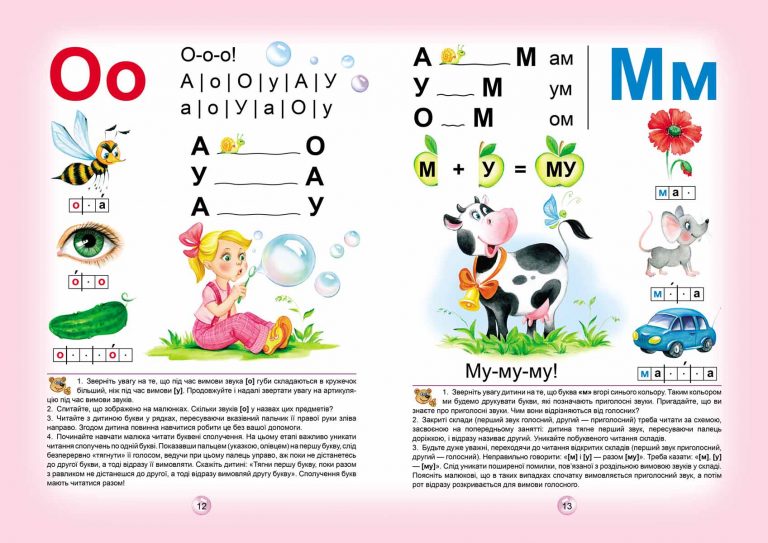 Оо
О-о-о!
А | о | О | у | А | У
а | о | У | а | О | у
А О
У А
А У
о · а́
о́ · о
о · · · о́ ·
1. Зверніть увагу на те, що під час вимови звука [о] губи складаються в кружечок
більший, ніж під час вимови [у]. Продовжуйте і надалі звертати увагу на артикуля-
цію під час вимови звуків.
2. Спитайте, що зображено на малюнках. Скільки звуків [о] у назвах цих предметів?
3. Читайте з дитиною букви у рядках, пересуваючи вказівний пальчик її правої руки зліва
направо. Згодом дитина повинна навчитися робити це без вашої допомоги.
4. Починайте навчати малюка читати буквені сполучення. На цьому етапі важливо уникати
читання сполучень по одній букві. Показавши пальцем (указкою, олівцем) на першу букву, слід
безперервно «тягнути» її голосом, ведучи при цьому палець управо, аж поки не дістанетесь
до другої букви, а тоді відразу її вимовляти. Скажіть дитині: «Тягни першу букву, поки разом
з равликом не дістанешся до другої, а тоді відразу вимовляй другу букву». Сполучення букв
мають читатися разом!
12
А М ам
У М ум
О М ом
Мм
М + У = МУ
м а ·
м · · · а
м а · · · а
Му-му-му!
1. Зверніть увагу дитини на те, що буква «м» вгорі синього кольору. Таким кольором
ми будемо друкувати букви, які позначають приголосні звуки. Пригадайте, що ви
знаєте про приголосні звуки. Чим вони відрізняються від голосних?
2. Закриті склади (перший звук голосний, другий — приголосний) треба читати за схемою,
засвоєною на попередньому занятті: дитина тягне перший звук, пересуваючи палець
доріжкою, і відразу називає другий. Уникайте побуквеного читання складів.
3. Будьте дуже уважні, переходячи до читання відкритих складів (перший звук приголосний,
другий — голосний). Неправильно говорити: «[м] і [у] — разом [му]». Треба казати: «[м], [у]
— [му]». Слід уникати поширеної помилки, пов'язаної з роздільною вимовою звуків у складі.
Поясніть малюкові, що в таких випадках спочатку вимовляється приголосний звук, а потім
рот відразу розкривається для вимови голосного.
13